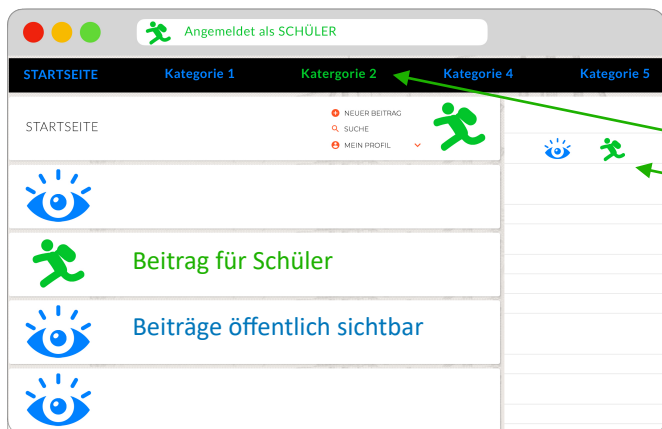 Angemeldet als SCHÜLER
STARTSEITE Kategorie 1 Katergorie 2 Kategorie 4 Kategorie 5
STARTSEITE
NEUER BEITRAG
SUCHE
MEIN PROFIL
Beitrag für Schüler
Beiträge öffentlich sichtbar